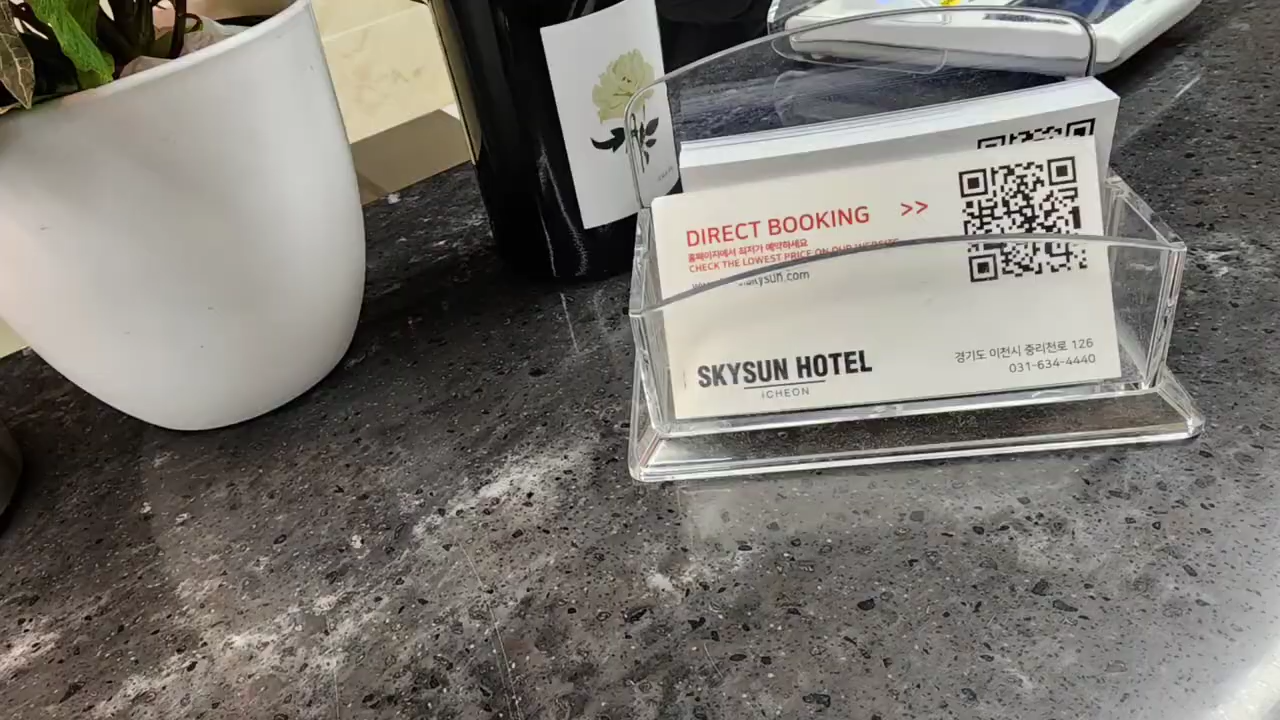 DIRECT BOOKING >>
홈페이지에서 최저가 예약하세요
CHECK THE LOWEST PRICE ON OUR WEBSITE
SKYSUN HOTEL
ICHEON
경기도 이천시 중리천로 126
031-634-4440